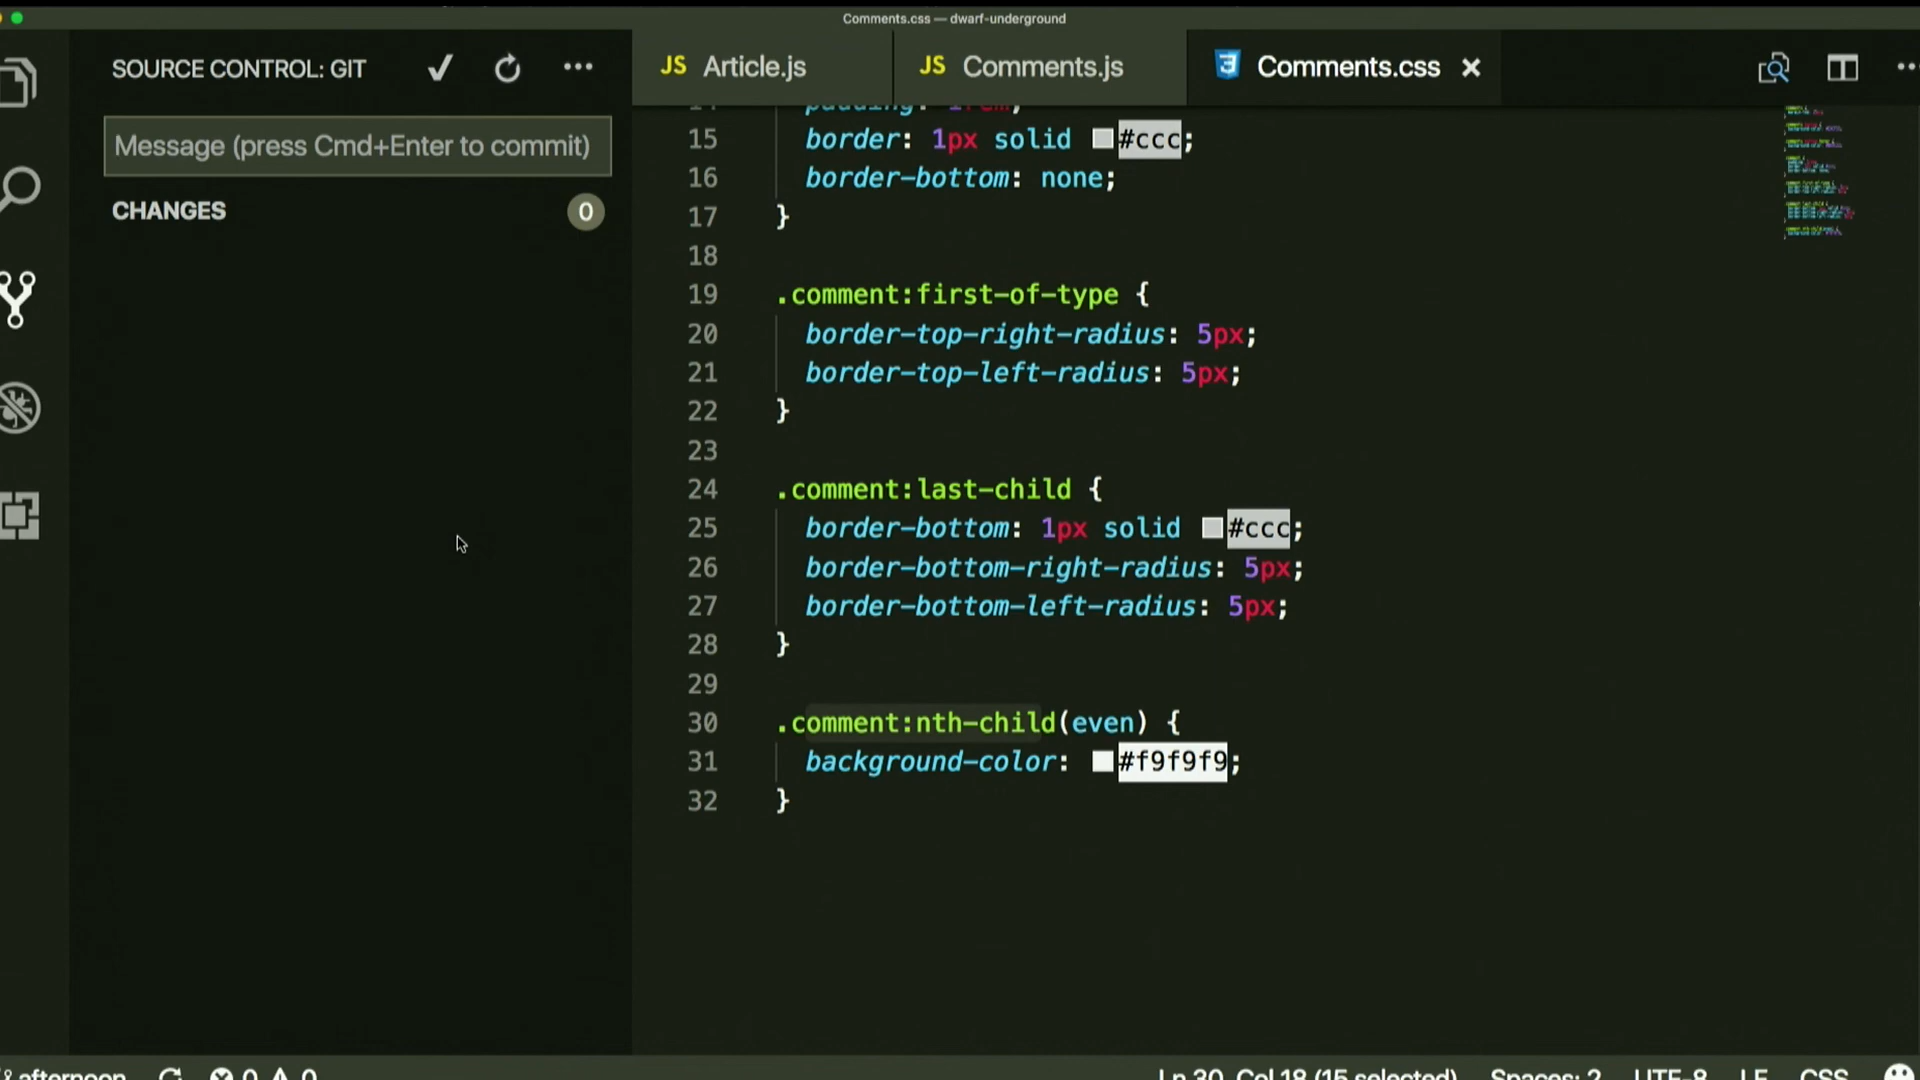 Comments.css — dwarf-underground
SOURCE CONTROL: GIT
Message (press Cmd+Enter to commit)
CHANGES
0
JS Article.js
JS Comments.js
3 Comments.css
14 padding: 1rem;
15 border: 1px solid #ccc;
16 border-bottom: none;
17 }
18
19 .comment:first-of-type {
20 border-top-right-radius: 5px;
21 border-top-left-radius: 5px;
22 }
23
24 .comment:last-child {
25 border-bottom: 1px solid #ccc;
26 border-bottom-right-radius: 5px;
27 border-bottom-left-radius: 5px;
28 }
29
30 .comment:nth-child(even) {
31 background-color: #f9f9f9;
32 }
afternoon 0 0 Ln 30, Col 18 (15 selected) Spaces: 2 UTF-8 LF CSS